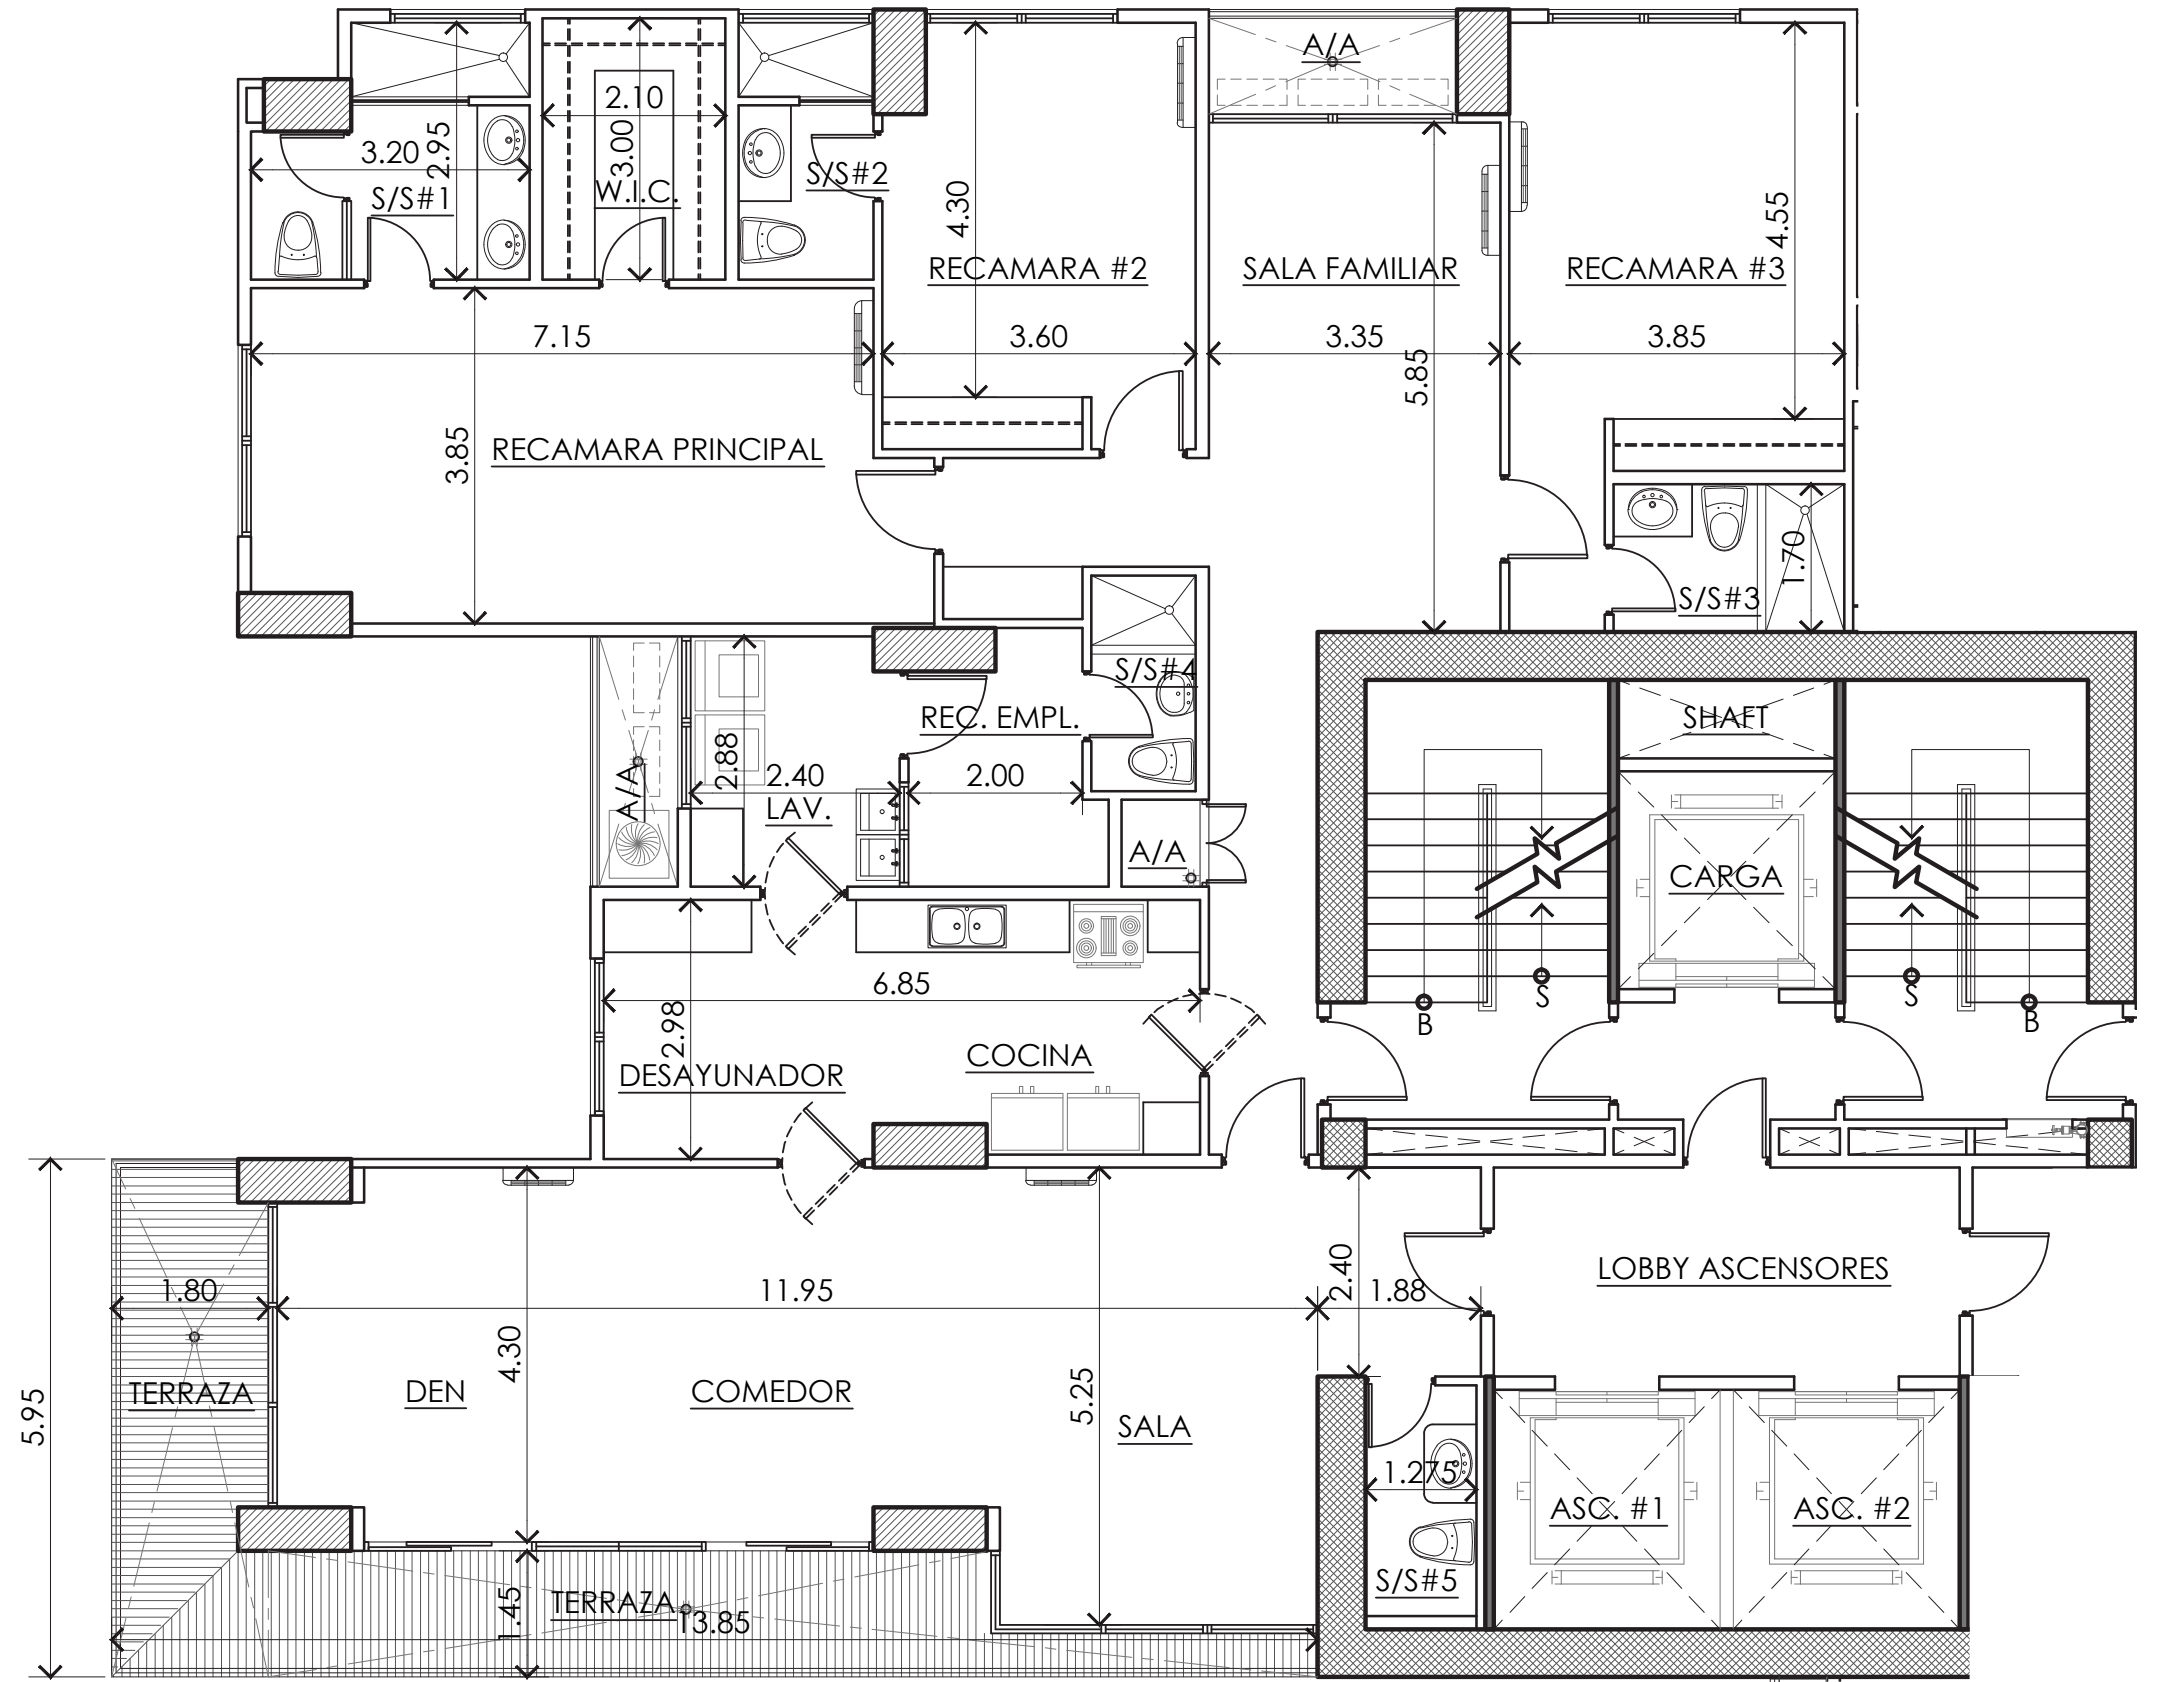 A/A
2.10
3.20
2.95
3.00
S/S#1
W.I.C.
S/S#2
4.30
4.55
RECAMARA #2
SALA FAMILIAR
RECAMARA #3
7.15
3.60
3.35
3.85
5.85
3.85
RECAMARA PRINCIPAL
1.70
S/S#3
S/S#4
REC. EMPL.
SHAFT
2.88
2.40
2.00
A/A
LAV.
A/A
CARGA
6.85
S
S
B
B
2.98
COCINA
DESAYUNADOR
LOBBY ASCENSORES
1.80
11.95
2.40
1.88
4.30
5.95
TERRAZA
DEN
COMEDOR
5.25
SALA
1.275
ASC. #1
ASC. #2
S/S#5
1.45
TERRAZA
13.85